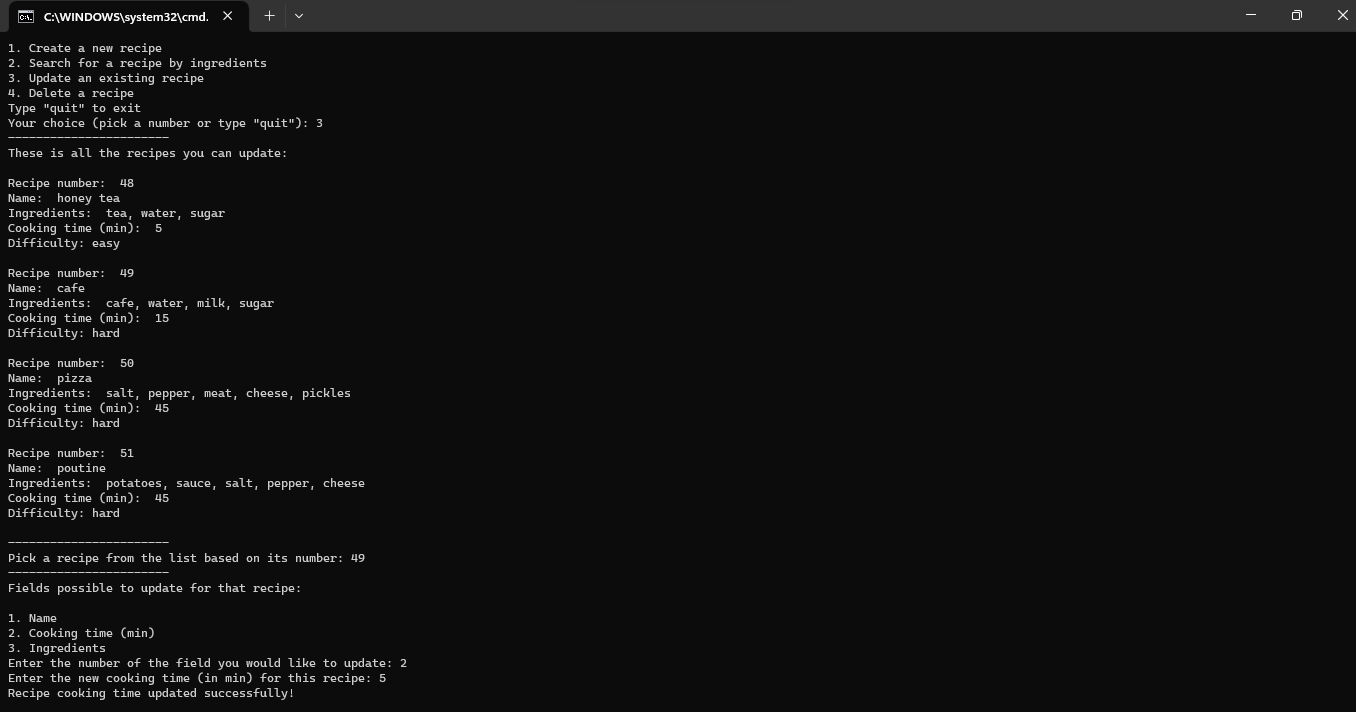 C:\WINDOWS\system32\cmd.
1. Create a new recipe
2. Search for a recipe by ingredients
3. Update an existing recipe
4. Delete a recipe
Type "quit" to exit
Your choice (pick a number or type "quit"): 3
-----------------------
These is all the recipes you can update:
Recipe number:  48
Name:  honey tea
Ingredients:  tea, water, sugar
Cooking time (min):  5
Difficulty: easy
Recipe number:  49
Name:  cafe
Ingredients:  cafe, water, milk, sugar
Cooking time (min):  15
Difficulty: hard
Recipe number:  50
Name:  pizza
Ingredients:  salt, pepper, meat, cheese, pickles
Cooking time (min):  45
Difficulty: hard
Recipe number:  51
Name:  poutine
Ingredients:  potatoes, sauce, salt, pepper, cheese
Cooking time (min):  45
Difficulty: hard
-----------------------
Pick a recipe from the list based on its number: 49
-----------------------
Fields possible to update for that recipe:
1. Name
2. Cooking time (min)
3. Ingredients
Enter the number of the field you would like to update: 2
Enter the new cooking time (in min) for this recipe: 5
Recipe cooking time updated successfully!